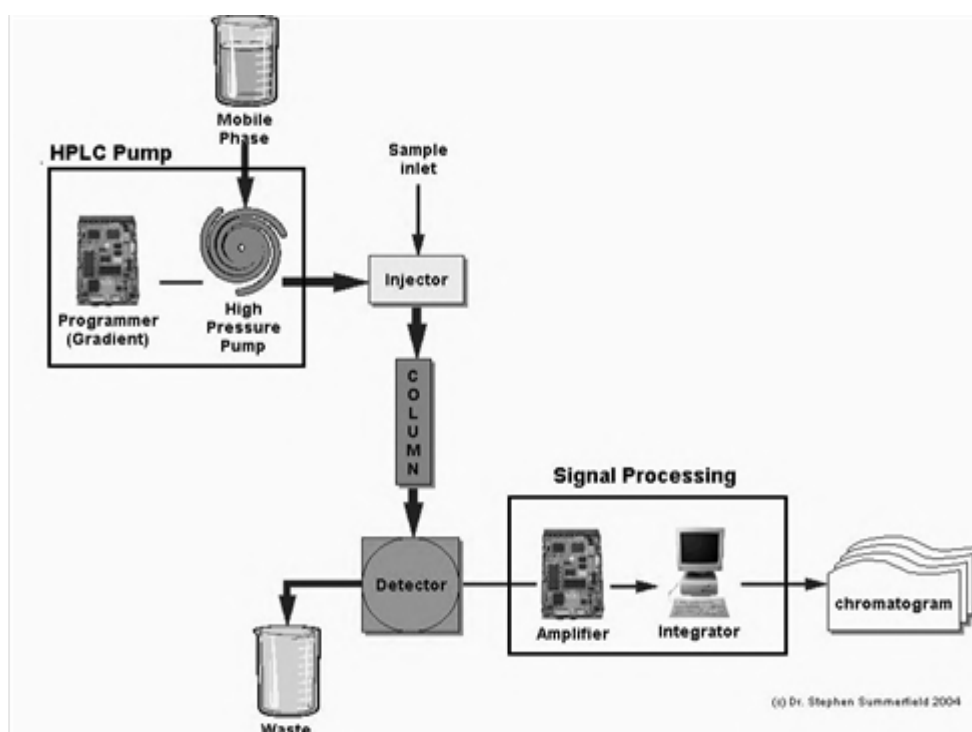 Mobile
Phase
HPLC Pump
Sample
inlet
Programmer
(Gradient)
High
Pressure
Pump
Injector
C
O
L
U
M
N
Signal Processing
Detector
Amplifier
Integrator
chromatogram
Waste
(c) Dr. Stephen Summerfield 2004